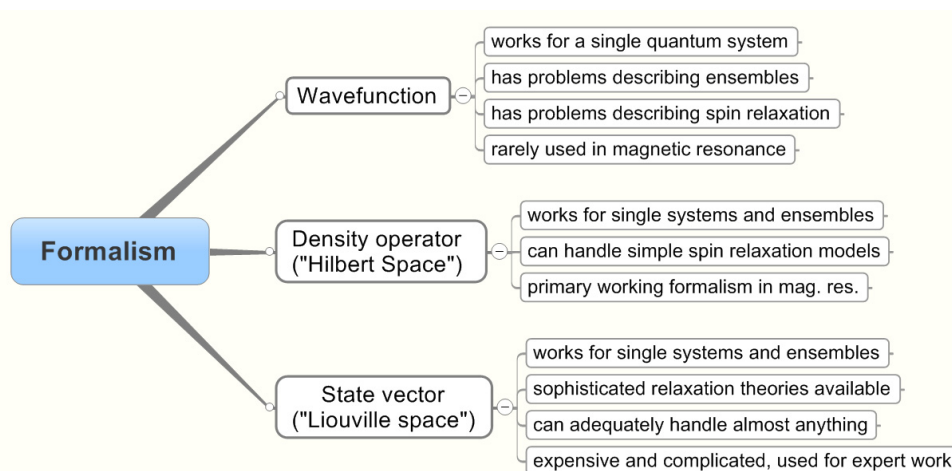 works for a single quantum system
has problems describing ensembles
Wavefunction
has problems describing spin relaxation
rarely used in magnetic resonance
works for single systems and ensembles
Formalism
Density operator
("Hilbert Space")
can handle simple spin relaxation models
primary working formalism in mag. res.
works for single systems and ensembles
State vector
("Liouville space")
sophisticated relaxation theories available
can adequately handle almost anything
expensive and complicated, used for expert work